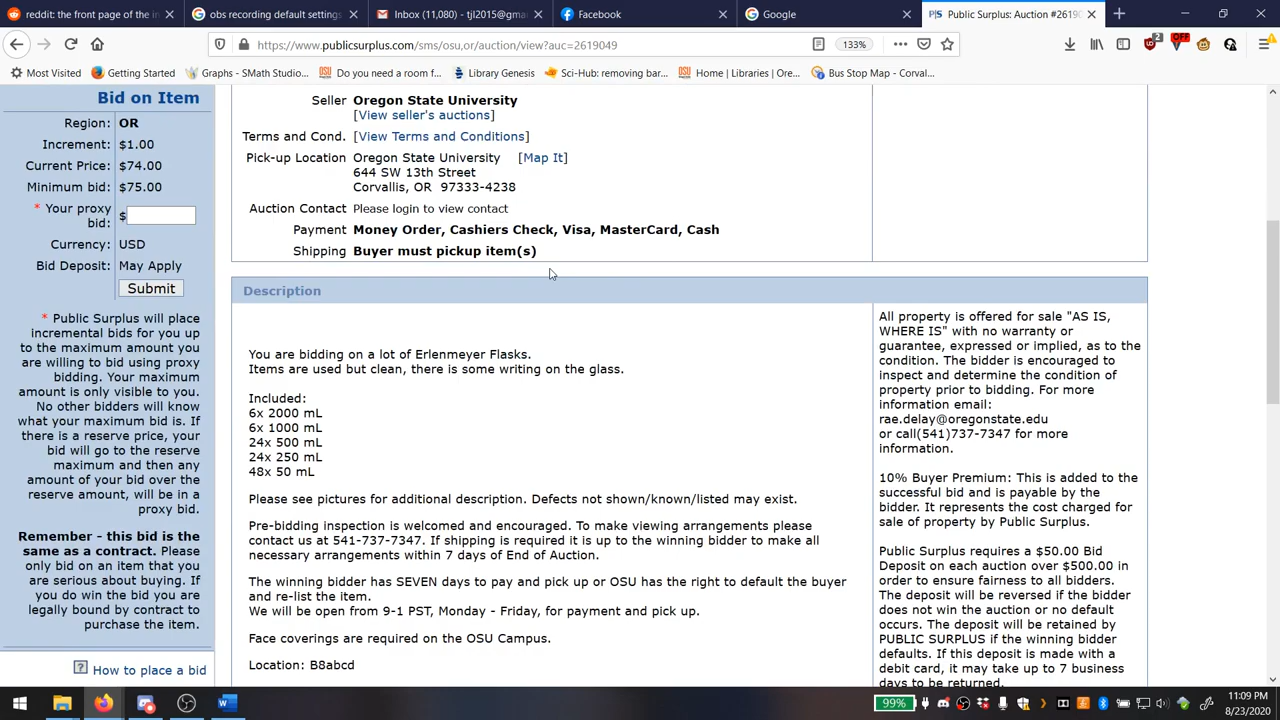 reddit: the front page of the in
obs recording default settings
Inbox (11,080) - tjl2015@gma
Facebook
Google
Public Surplus: Auction #26190
https://www.publicsurplus.com/sms/osu,or/auction/view?auc=2619049
133%
2
OFF
Most Visited
Getting Started
Graphs - SMath Studio...
Do you need a room f...
Library Genesis
Sci-Hub: removing bar...
Home | Libraries | Ore...
Bus Stop Map - Corval...
Bid on Item
Region: OR
Increment: $1.00
Current Price: $74.00
Minimum bid: $75.00
* Your proxy bid: $
Currency: USD
Bid Deposit: May Apply
Submit
* Public Surplus will place
incremental bids for you up
to the maximum amount you
are willing to bid using proxy
bidding. Your maximum
amount is only visible to you.
No other bidders will know
what your maximum bid is. If
there is a reserve price, your
bid will go to the reserve
maximum and then any
amount of your bid over the
reserve amount, will be in a
proxy bid.
Remember - this bid is the
same as a contract. Please
only bid on an item that you
are serious about buying. If
you do win the bid you are
legally bound by contract to
purchase the item.
? How to place a bid
Seller Oregon State University
[View seller's auctions]
Terms and Cond. [View Terms and Conditions]
Pick-up Location Oregon State University [Map It]
644 SW 13th Street
Corvallis, OR 97333-4238
Auction Contact Please login to view contact
Payment Money Order, Cashiers Check, Visa, MasterCard, Cash
Shipping Buyer must pickup item(s)
Description
You are bidding on a lot of Erlenmeyer Flasks.
Items are used but clean, there is some writing on the glass.
Included:
6x 2000 mL
6x 1000 mL
24x 500 mL
24x 250 mL
48x 50 mL
Please see pictures for additional description. Defects not shown/known/listed may exist.
Pre-bidding inspection is welcomed and encouraged. To make viewing arrangements please
contact us at 541-737-7347. If shipping is required it is up to the winning bidder to make all
necessary arrangements within 7 days of End of Auction.
The winning bidder has SEVEN days to pay and pick up or OSU has the right to default the buyer
and re-list the item.
We will be open from 9-1 PST, Monday - Friday, for payment and pick up.
Face coverings are required on the OSU Campus.
Location: B8abcd
All property is offered for sale "AS IS,
WHERE IS" with no warranty or
guarantee, expressed or implied, as to the
condition. The bidder is encouraged to
inspect and determine the condition of
property prior to bidding. For more
information email:
rae.delay@oregonstate.edu
or call(541)737-7347 for more
information.
10% Buyer Premium: This is added to the
successful bid and is payable by the
bidder. It represents the cost charged for
sale of property by Public Surplus.
Public Surplus requires a $50.00 Bid
Deposit on each auction over $500.00 in
order to ensure fairness to all bidders.
The deposit will be reversed if the bidder
does not win the auction or no default
occurs. The deposit will be retained by
PUBLIC SURPLUS if the winning bidder
defaults. If this deposit is made with a
debit card, it may take up to 7 business
days to be returned.
99%
11:09 PM
8/23/2020